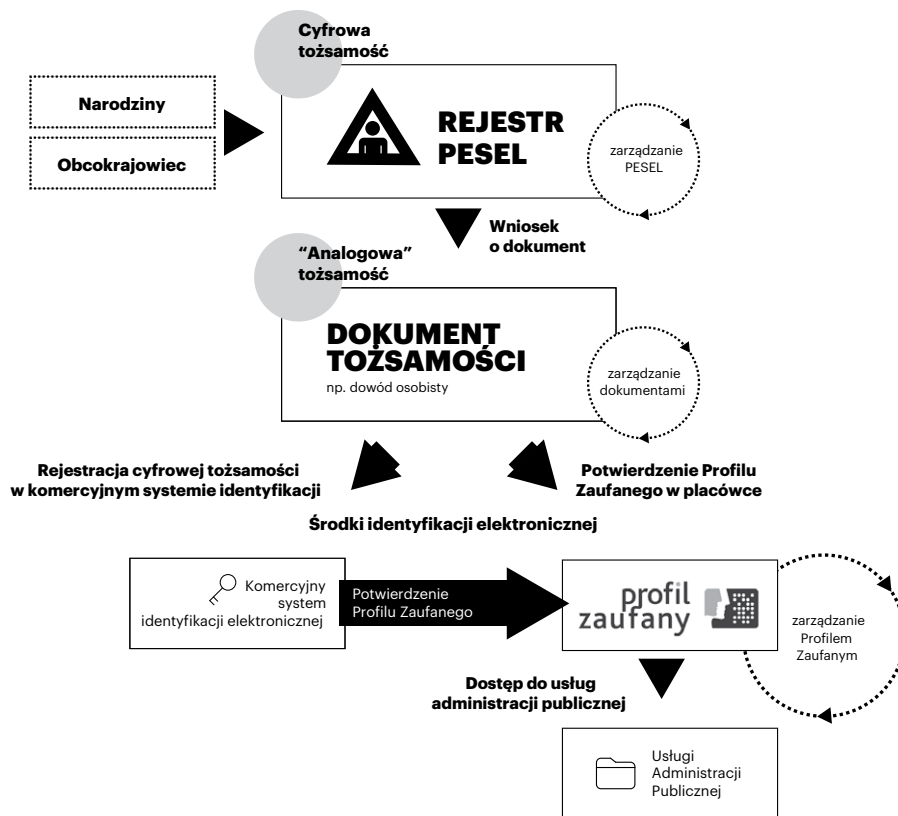 Cyfrowa
tożsamość
Narodziny
Obcokrajowiec
REJESTR
PESEL
zarządzanie
PESEL
Wniosek
o dokument
“Analogowa”
tożsamość
DOKUMENT
TOŻSAMOŚCI
np. dowód osobisty
zarządzanie
dokumentami
Rejestracja cyfrowej tożsamości
w komercyjnym systemie identyfikacji
Potwierdzenie Profilu
Zaufanego w placówce
Środki identyfikacji elektronicznej
Komercyjny
system
identyfikacji elektronicznej
Potwierdzenie
Profilu Zaufanego
profil
zaufany
zarządzanie
Profilem
Zaufanym
Dostęp do usług
administracji publicznej
Usługi
Administracji
Publicznej